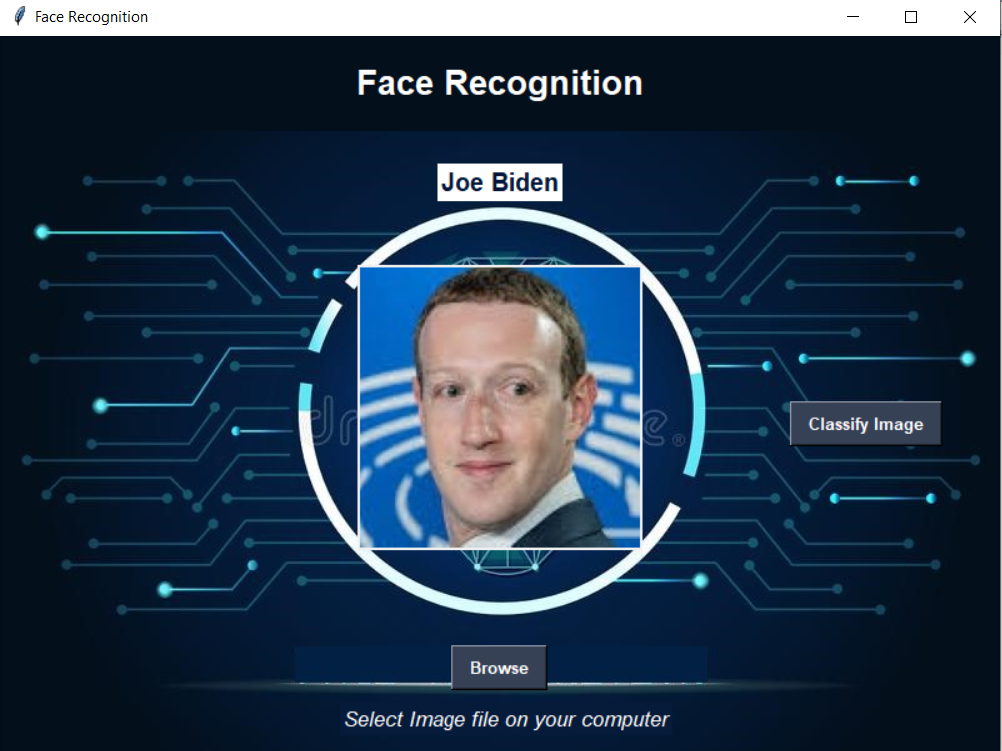 Face Recognition
Face Recognition
Joe Biden
Classify Image
Browse
Select Image file on your computer